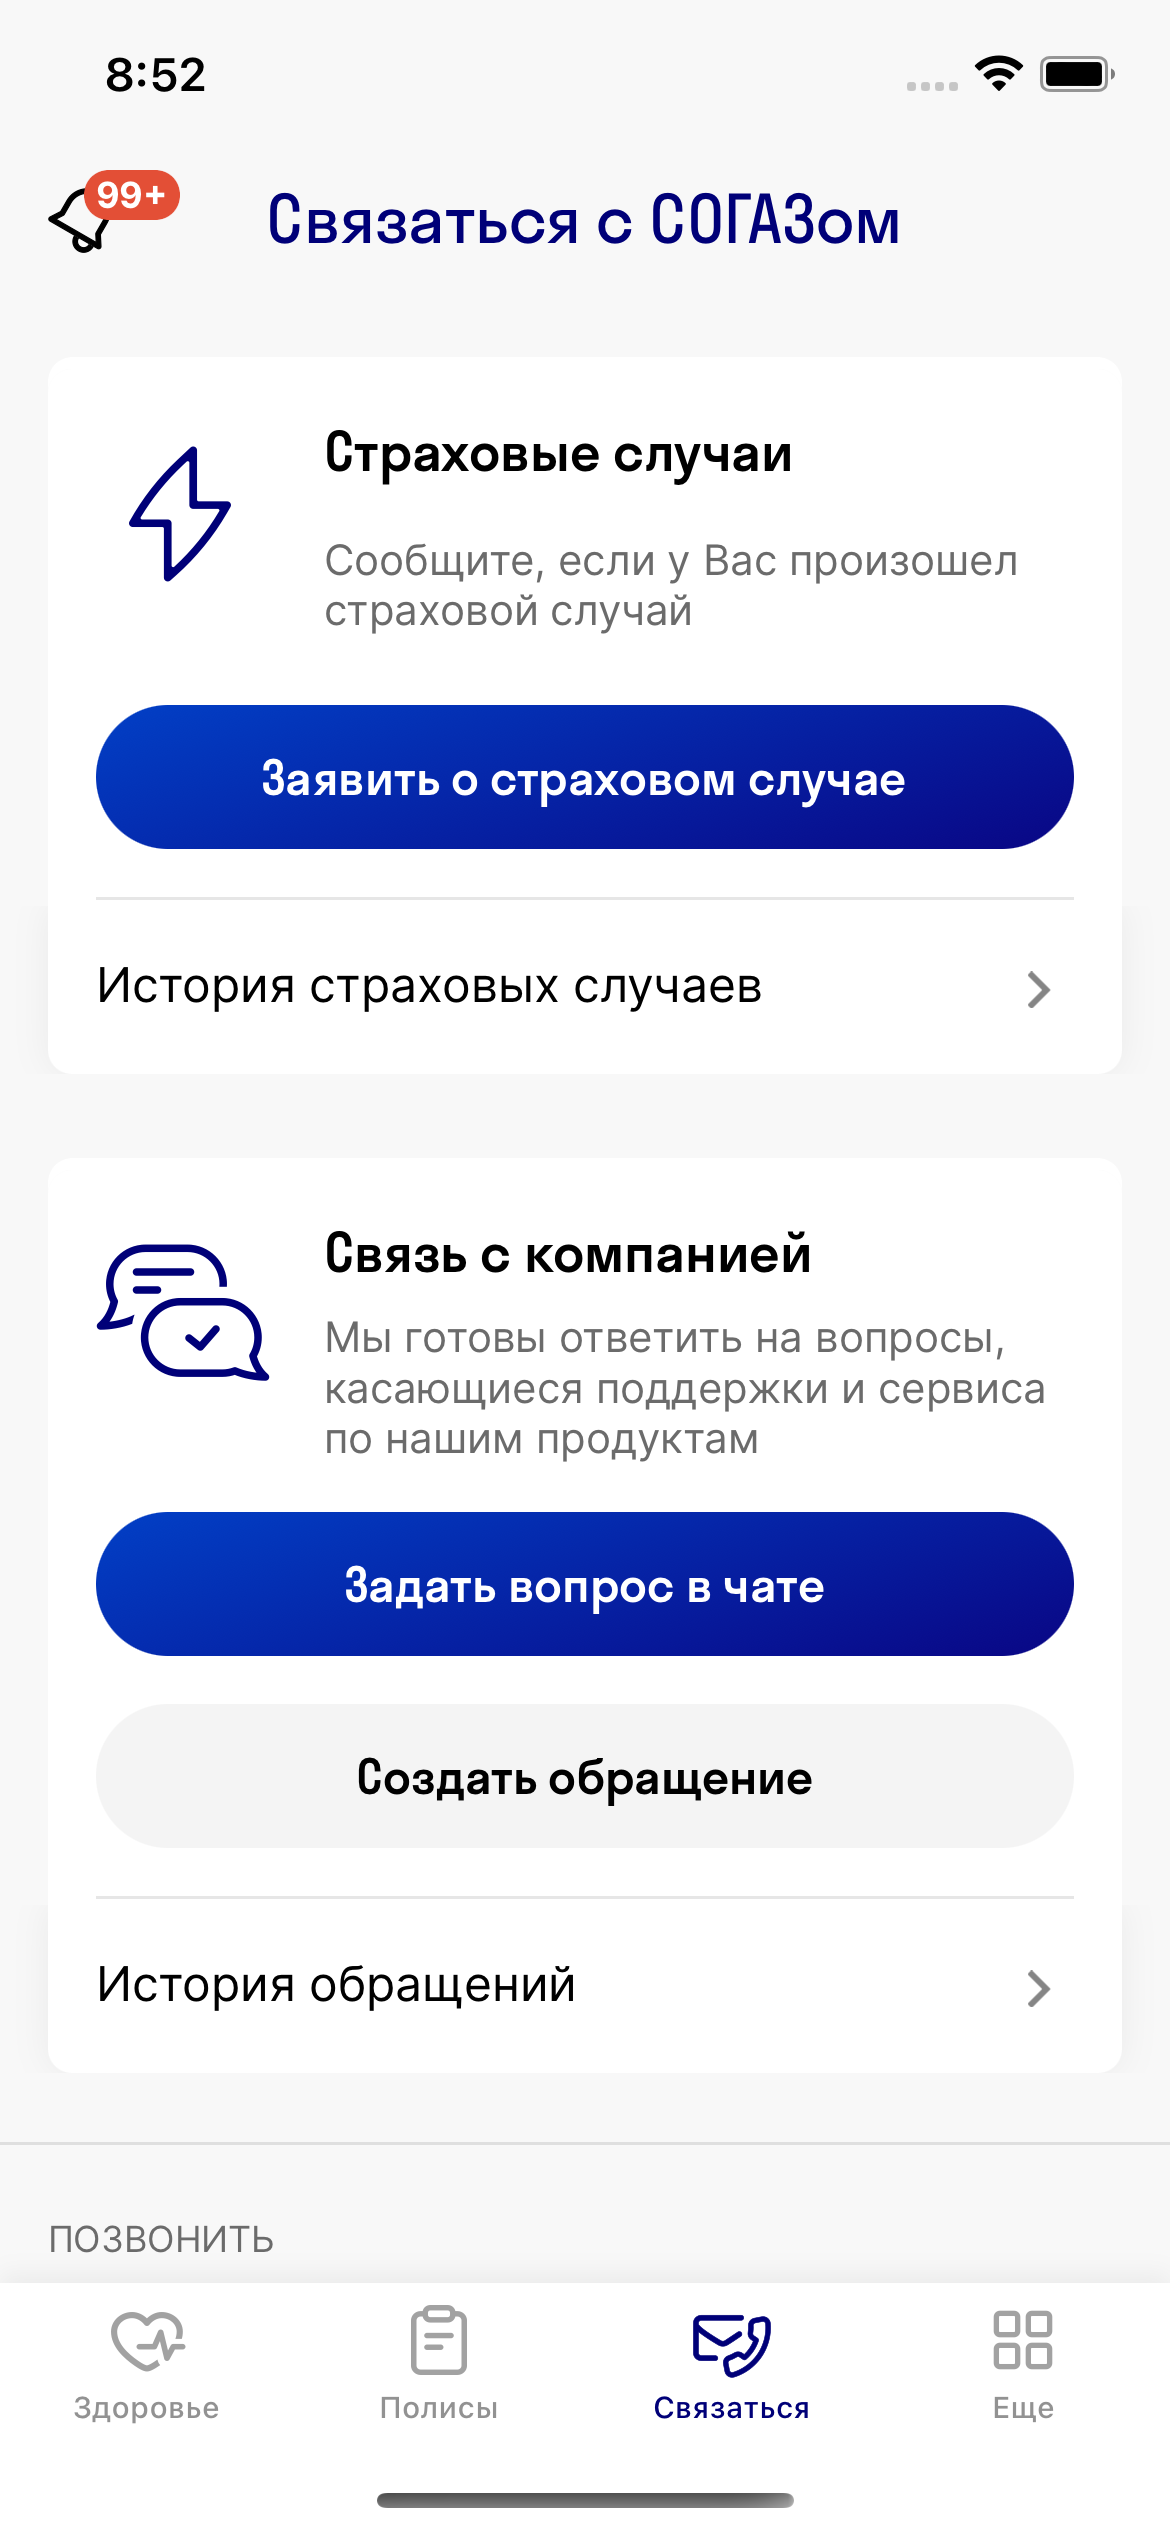 8:52
99+
Связаться с СОГАЗом
Страховые случаи
Сообщите, если у Вас произошел
страховой случай
Заявить о страховом случае
История страховых случаев
Связь с компанией
Мы готовы ответить на вопросы,
касающиеся поддержки и сервиса
по нашим продуктам
Задать вопрос в чате
Создать обращение
История обращений
ПОЗВОНИТЬ
Здоровье
Полисы
Связаться
Еще